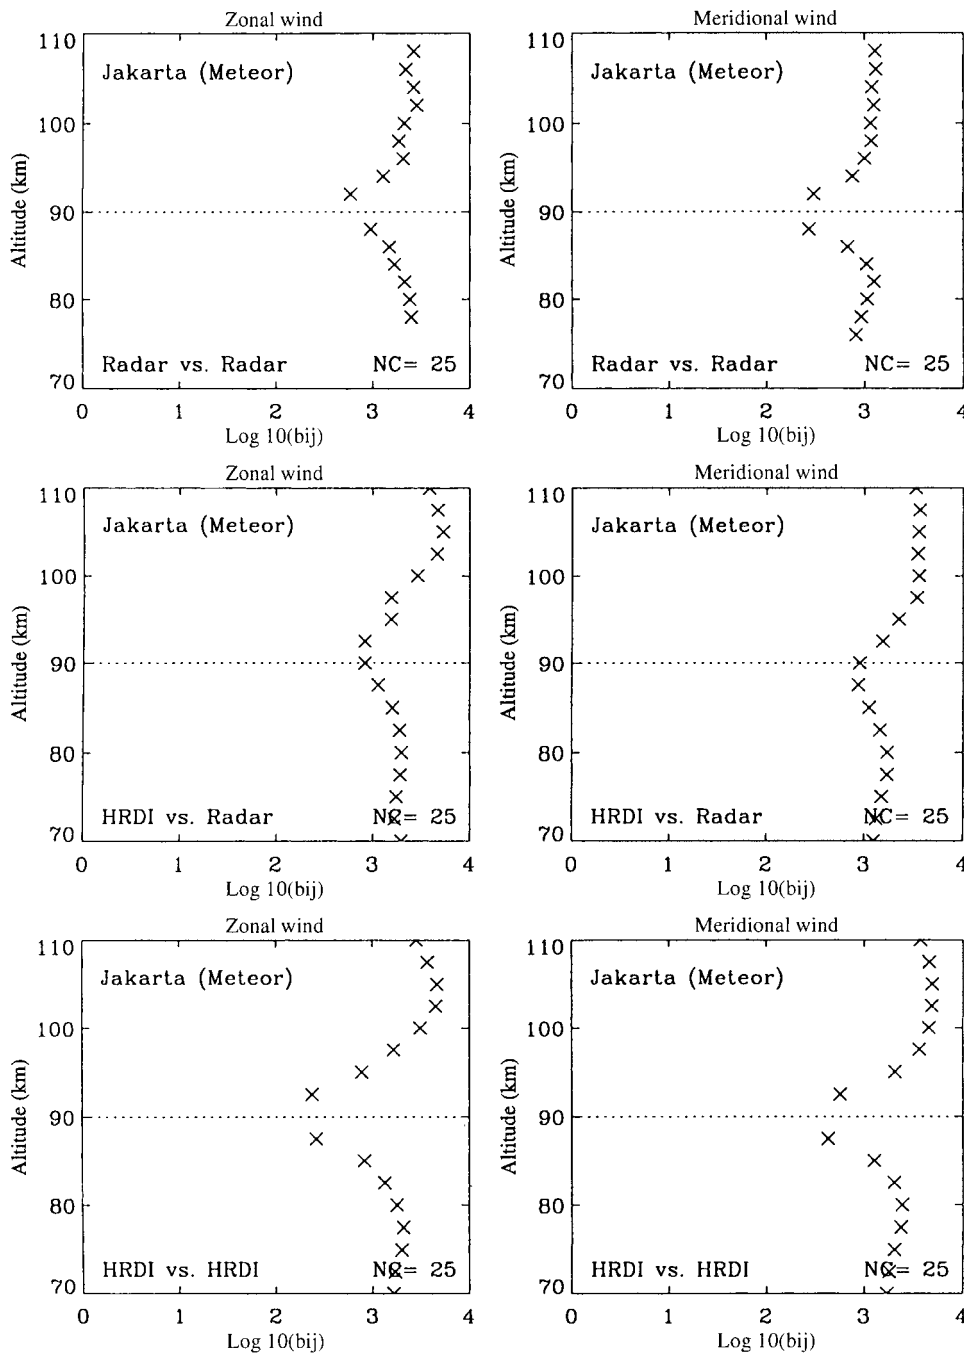 Zonal wind
110
Jakarta (Meteor)
100
90
80
70
Altitude (km)
Radar vs. Radar NC= 25
0 1 2 3 4
Log 10(bij)
Meridional wind
110
Jakarta (Meteor)
100
90
80
70
Altitude (km)
Radar vs. Radar NC= 25
0 1 2 3 4
Log 10(bij)
Zonal wind
110
Jakarta (Meteor)
100
90
80
70
Altitude (km)
HRDI vs. Radar NC= 25
0 1 2 3 4
Log 10(bij)
Meridional wind
110
Jakarta (Meteor)
100
90
80
70
Altitude (km)
HRDI vs. Radar NC= 25
0 1 2 3 4
Log 10(bij)
Zonal wind
110
Jakarta (Meteor)
100
90
80
70
Altitude (km)
HRDI vs. HRDI NC= 25
0 1 2 3 4
Log 10(bij)
Meridional wind
110
Jakarta (Meteor)
100
90
80
70
Altitude (km)
HRDI vs. HRDI NC= 25
0 1 2 3 4
Log 10(bij)